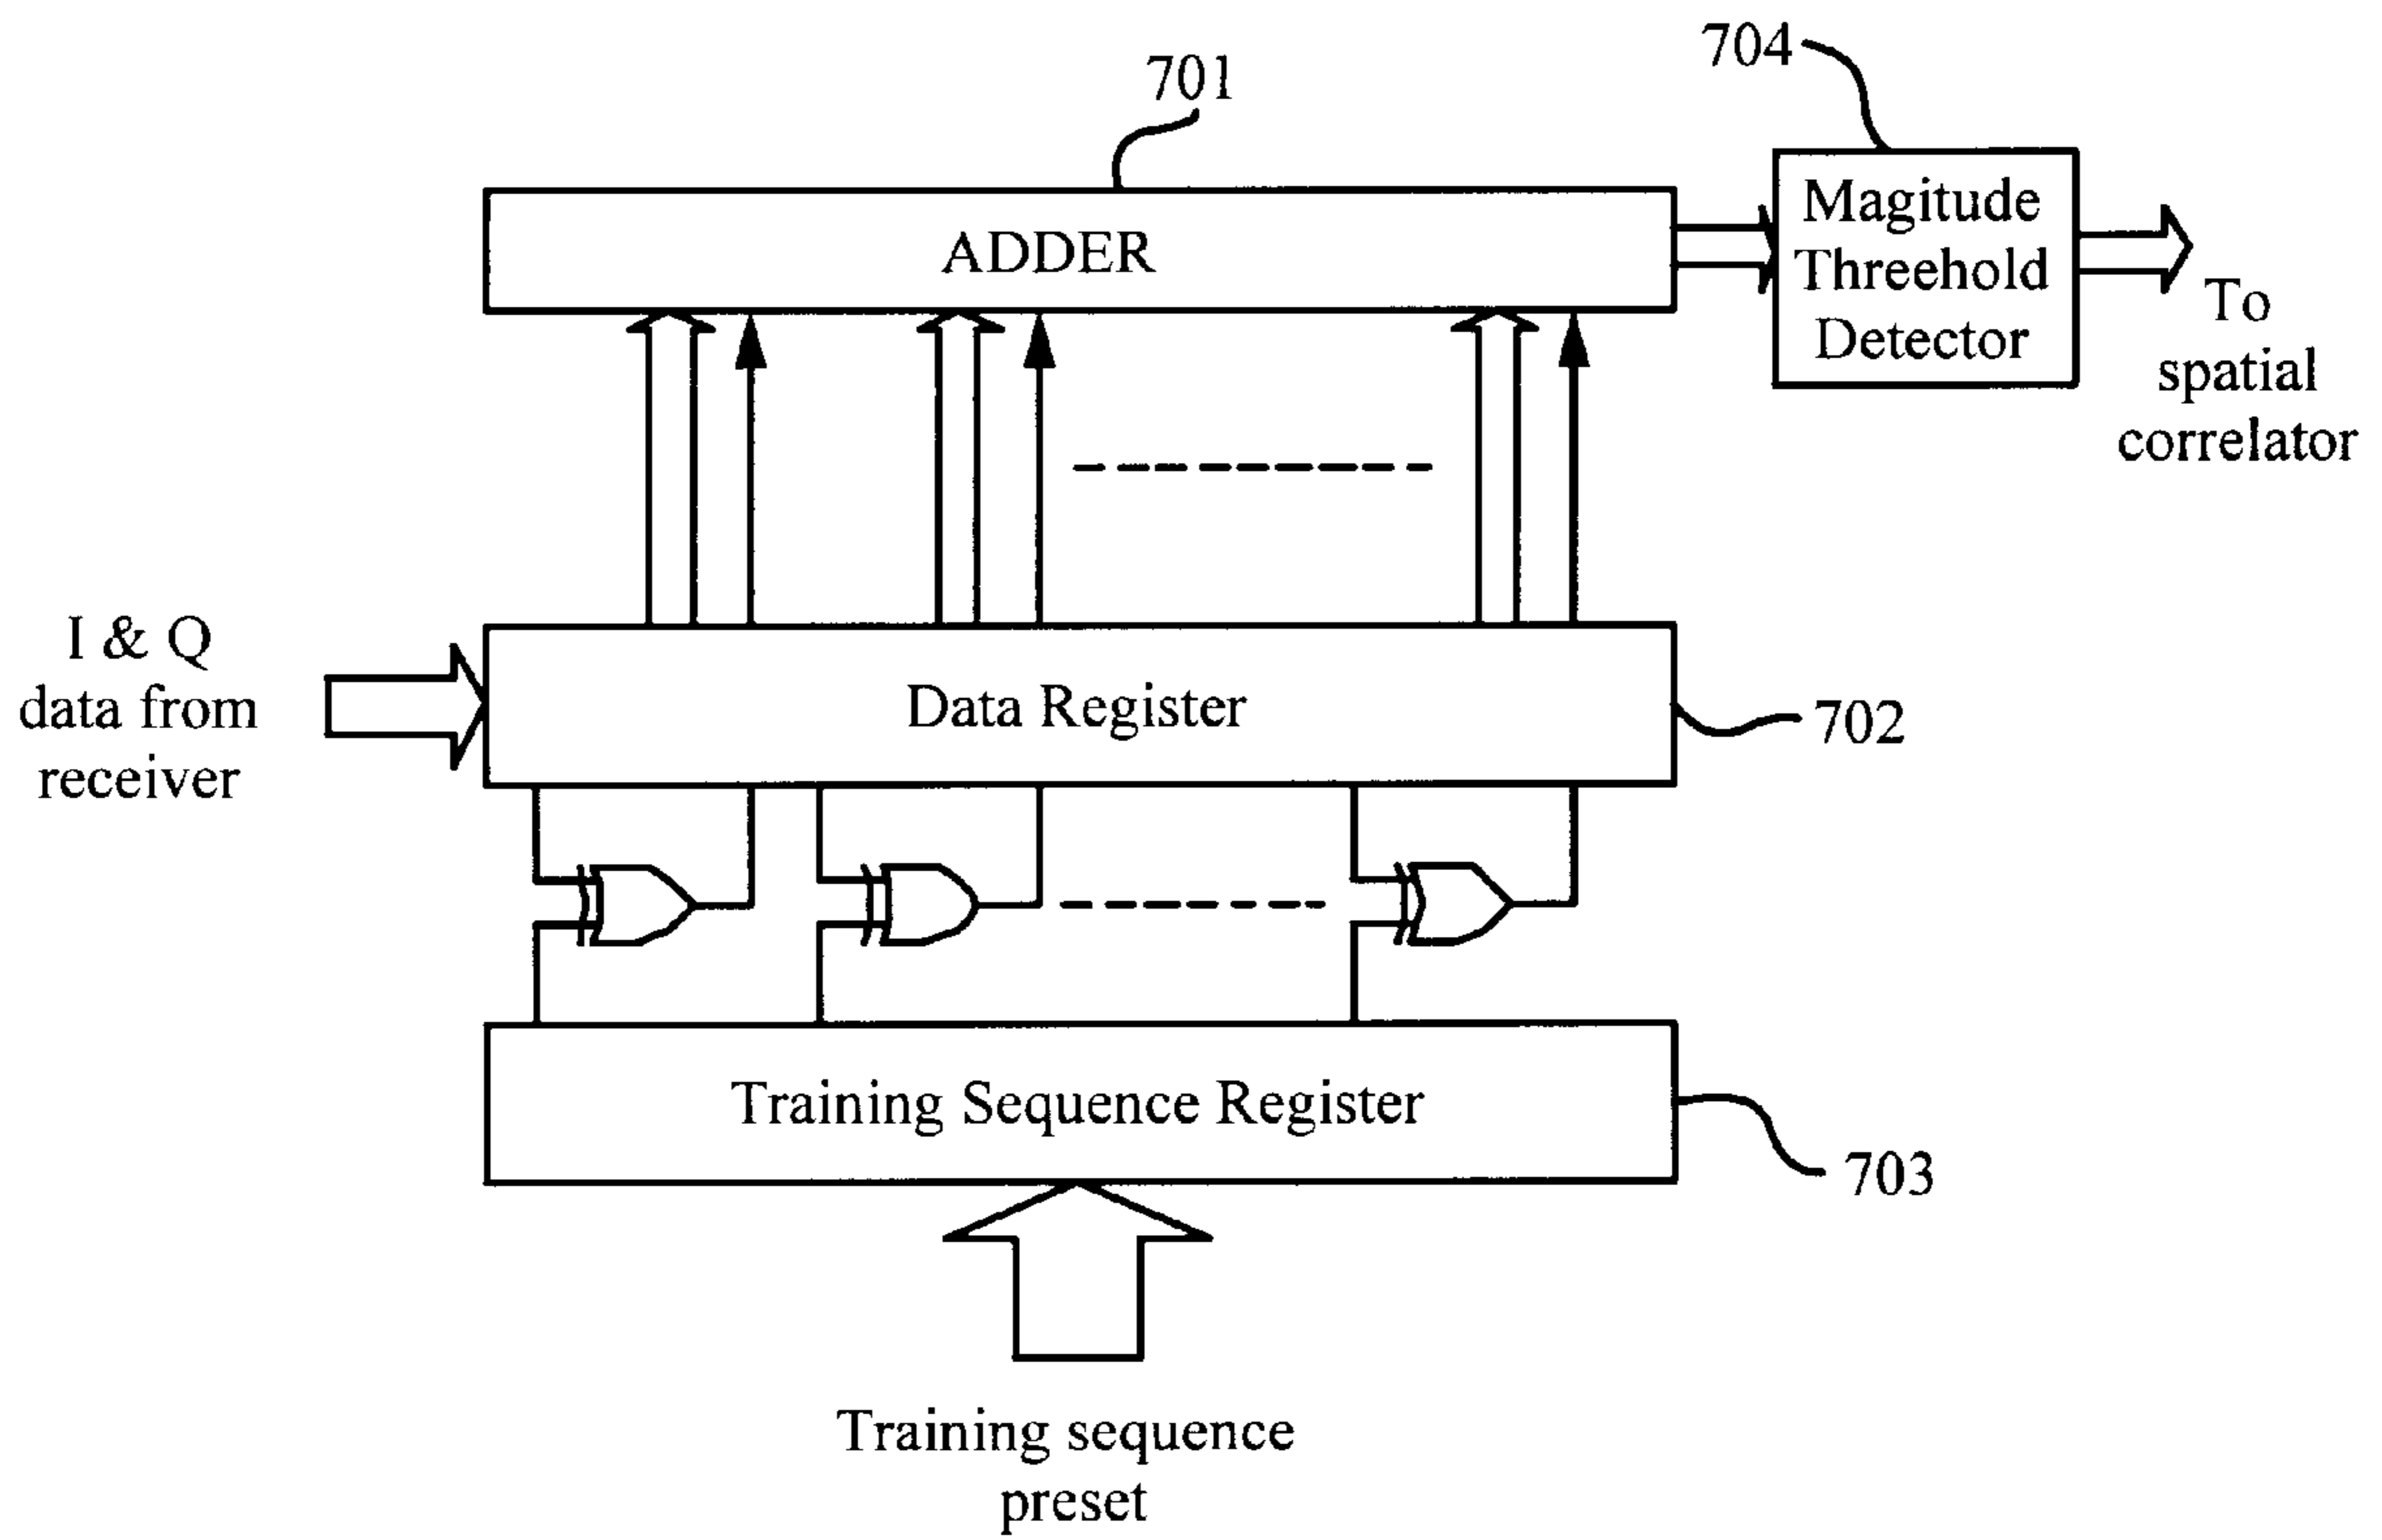 704
701
Magitude
Threehold
Detector
ADDER
To
spatial
correlator
I & Q
data from
receiver
Data Register
702
Training Sequence Register
703
Training sequence
preset